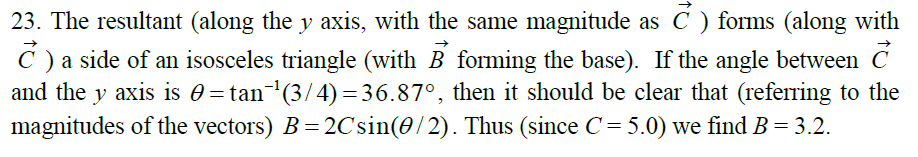 23. The resultant (along the y axis, with the same magnitude as C⃗ ) forms (along with
C⃗ ) a side of an isosceles triangle (with B⃗ forming the base). If the angle between C⃗
and the y axis is θ = tan⁻¹(3/4) = 36.87°, then it should be clear that (referring to the
magnitudes of the vectors) B = 2C sin(θ/2). Thus (since C = 5.0) we find B = 3.2.